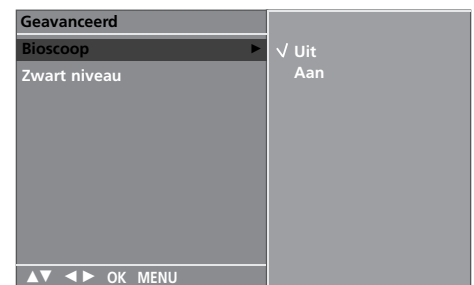 Geavanceerd
Bioscoop ►
Zwart niveau
√ Uit
Aan
▲▼ ◄► OK MENU